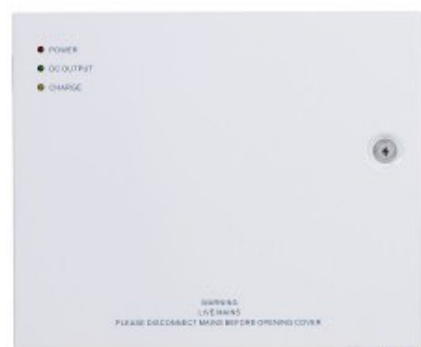 POWER
DC OUTPUT
CHARGE
WARNING
LIVE MAINS
PLEASE DISCONNECT MAINS BEFORE OPENING COVER